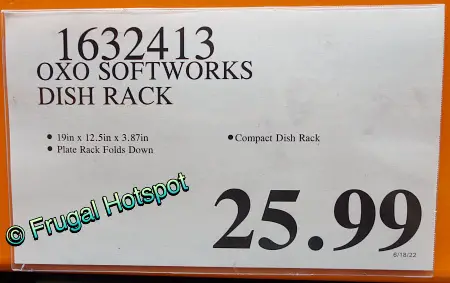 1632413
OXO SOFTWORKS
DISH RACK
• 19in x 12.5in x 3.87in
• Plate Rack Folds Down
• Compact Dish Rack
© Frugal Hotspot
25.99
6/18/22